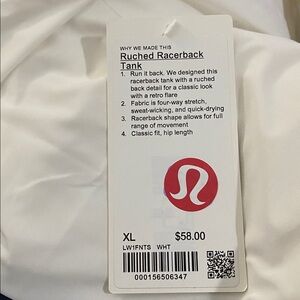 WHY WE MADE THIS
Ruched Racerback
Tank
1. Run it back. We designed this
racerback tank with a ruched
back detail for a classic look
with a retro flare
2. Fabric is four-way stretch,
sweat-wicking, and quick-drying
3. Racerback shape allows for full
range of movement
4. Classic fit, hip length
XL $58.00
LW1FNTS WHT
000156506347